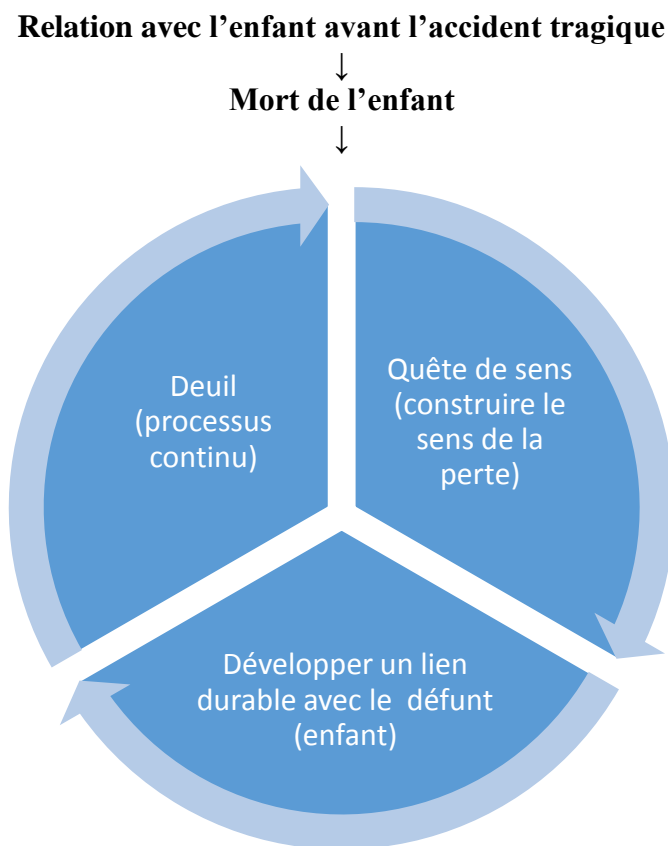 Relation avec l’enfant avant l’accident tragique
↓
Mort de l’enfant
↓
Deuil
(processus
continu)
Quête de sens
(construire le
sens de la
perte)
Développer un lien
durable avec le  défunt
(enfant)